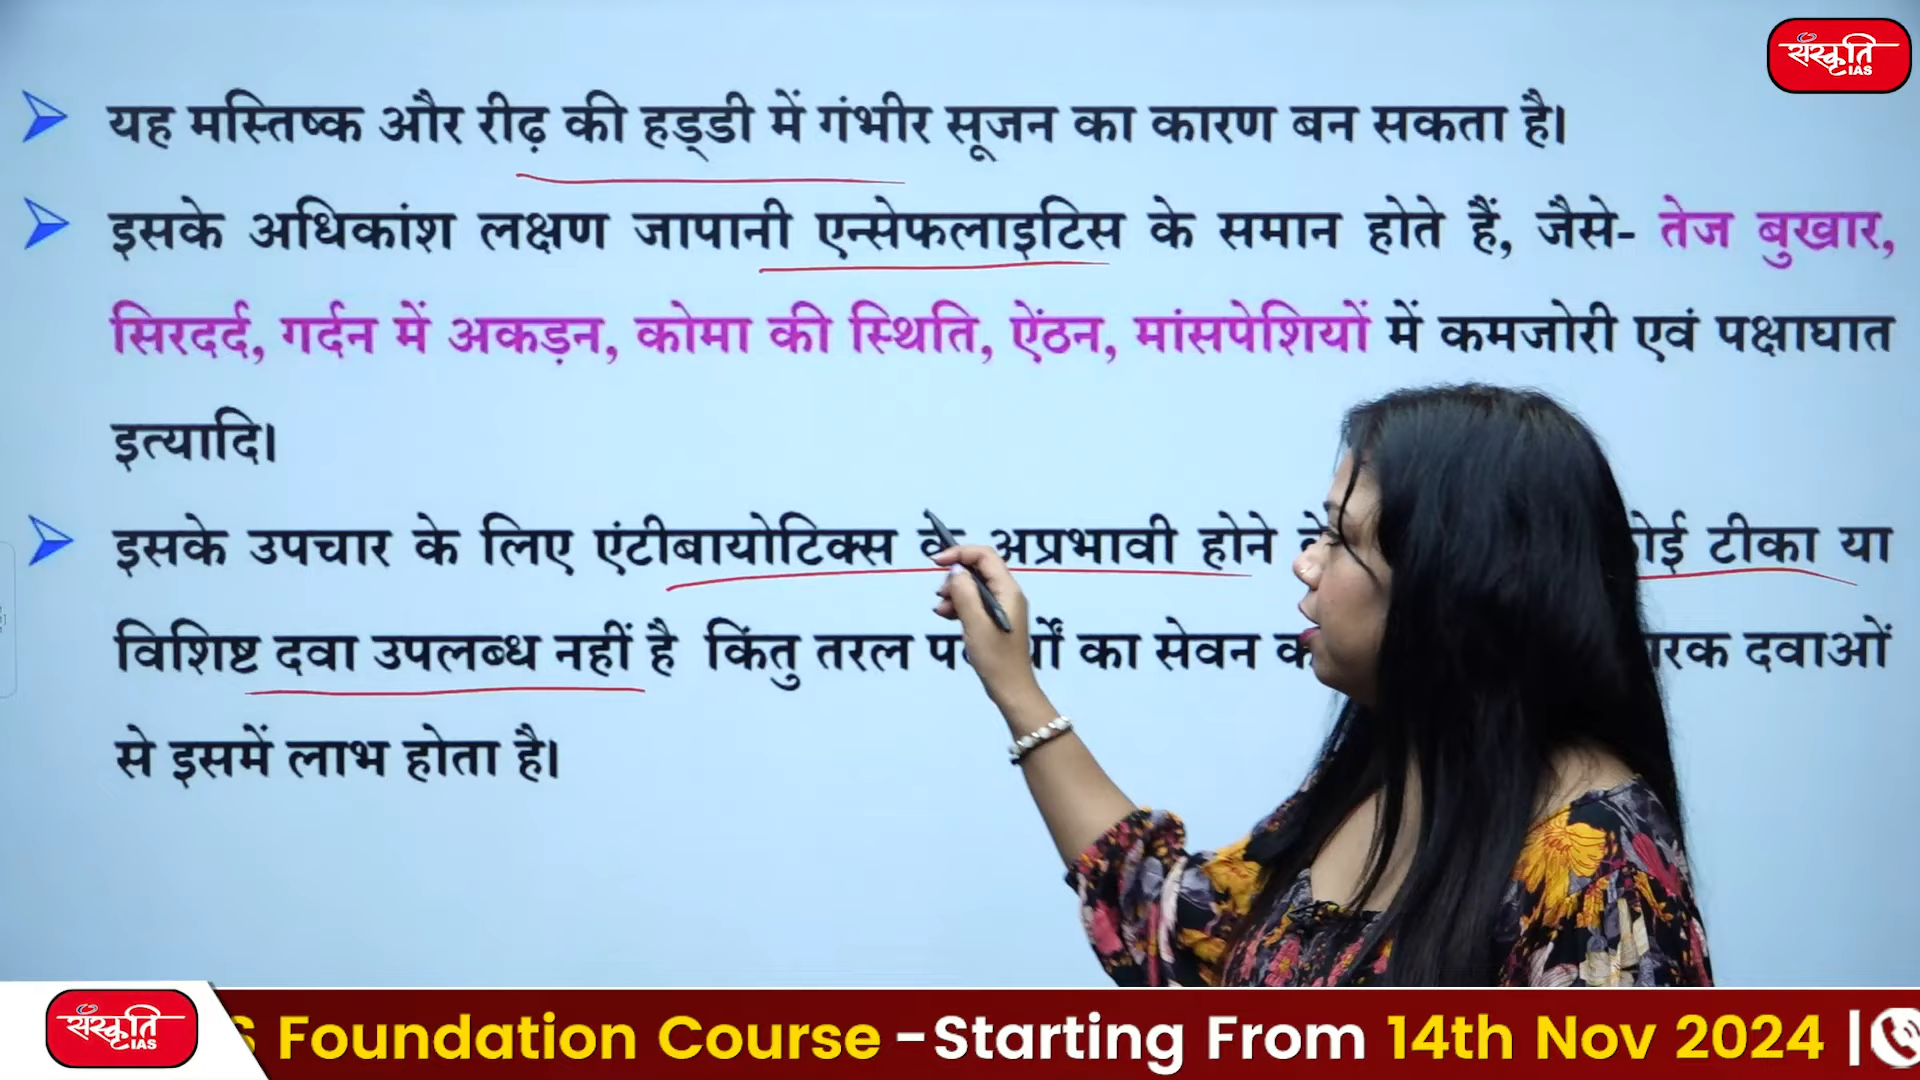 संस्कृति
IAS
यह मस्तिष्क और रीढ़ की हड्डी में गंभीर सूजन का कारण बन सकता है।
इसके अधिकांश लक्षण जापानी एन्सेफलाइटिस के समान होते हैं, जैसे- तेज बुखार,
सिरदर्द, गर्दन में अकड़न, कोमा की स्थिति, ऐंठन, मांसपेशियों में कमजोरी एवं पक्षाघात
इत्यादि।
इसके उपचार के लिए एंटीबायोटिक्स के अप्रभावी होने टीका या
विशिष्ट दवा उपलब्ध नहीं है किंतु तरल का सेवन दवाओं
से इसमें लाभ होता है।
संस्कृति
IAS
S Foundation Course -Starting From 14th Nov 2024 |